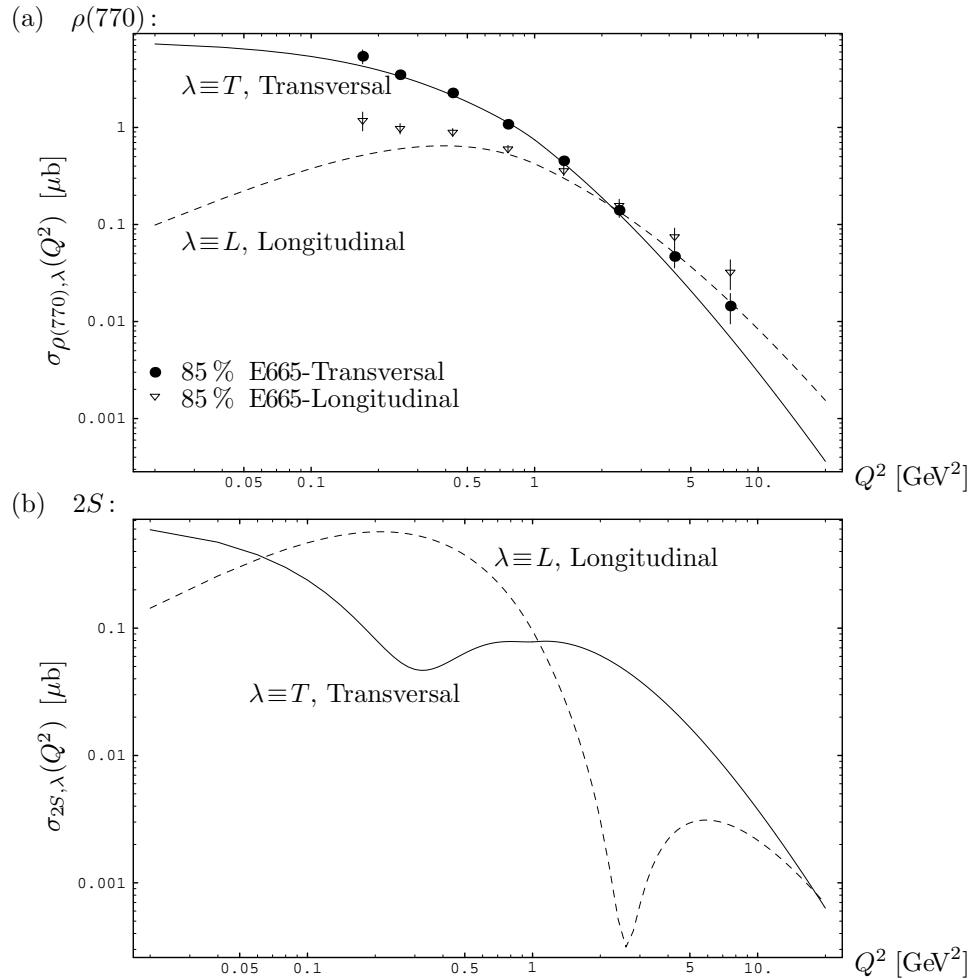 (a) ρ(770):
σρ(770),λ(Q²) [μb]
1
0.1
0.01
0.001
λ≡T, Transversal
λ≡L, Longitudinal
● 85 % E665-Transversal
▽ 85 % E665-Longitudinal
0.05 0.1 0.5 1 5 10. Q² [GeV²]
(b) 2S:
σ2S,λ(Q²) [μb]
0.1
0.01
0.001
λ≡L, Longitudinal
λ≡T, Transversal
0.05 0.1 0.5 1 5 10. Q² [GeV²]